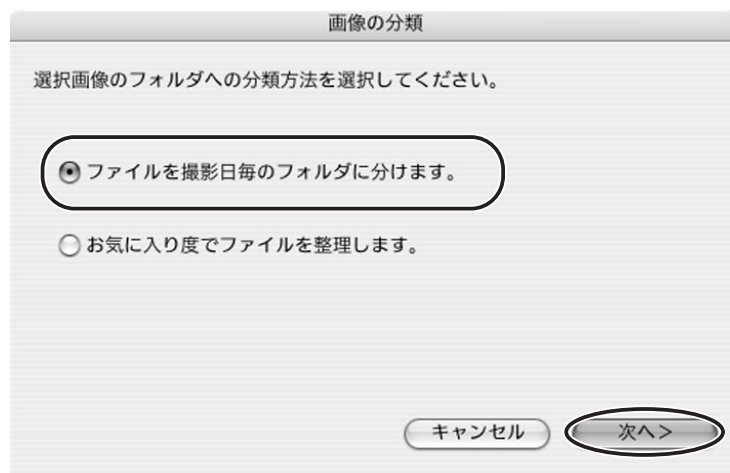 画像の分類
選択画像のフォルダへの分類方法を選択してください。
ファイルを撮影日毎のフォルダに分けます。
お気に入り度でファイルを整理します。
キャンセル
次へ>